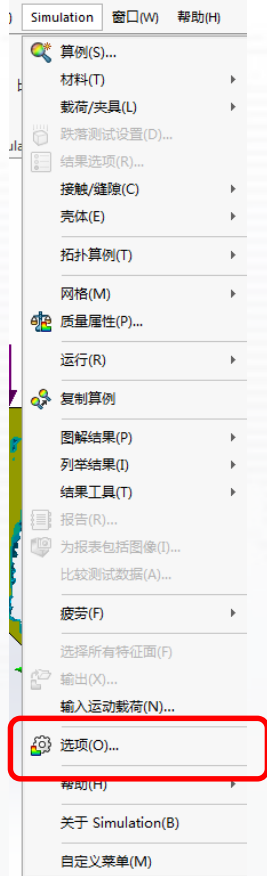 Simulation 窗口(W) 帮助(H)
算例(S)...
材料(T)
载荷/夹具(L)
跌落测试设置(D)...
结果选项(R)...
接触/缝隙(C)
壳体(E)
拓扑算例(T)
网格(M)
质量属性(P)...
运行(R)
复制算例
图解结果(P)
列举结果(I)
结果工具(T)
报告(R)...
为报表包括图像(I)...
比较测试数据(A)...
疲劳(F)
选择所有特征面(F)
输出(X)...
输入运动载荷(N)...
选项(O)...
帮助(H)
关于 Simulation(B)
自定义菜单(M)